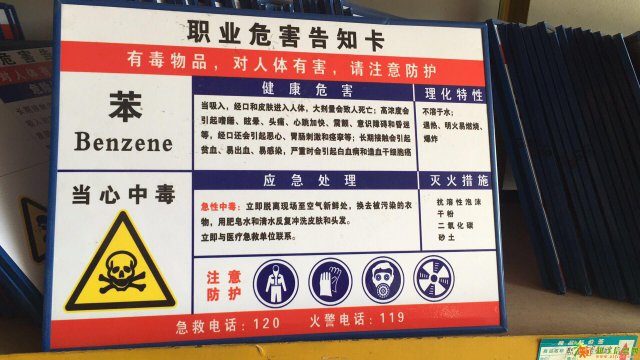 职业危害告知卡
有毒物品，对人体有害，请注意防护
苯
Benzene
健康危害
当吸入，经口和皮肤进入人体，大剂量会致人死亡；高浓度会
引起嗜睡、眩晕、头痛、心跳加快、震颤、意识障碍和昏迷
等，经口还会引起恶心、胃肠刺激和痉挛等；长期接触会引起
贫血、易出血、易感染，严重时会引起白血病和造血干细胞癌
理化特性
不溶于水；
遇热、明火易燃烧、
爆炸
当心中毒
应急处理
急性中毒：立即脱离现场至空气新鲜处，换去被污染的衣
物，用肥皂水和清水反复冲洗皮肤和头发。
立即与医疗急救单位联系。
灭火措施
抗溶性泡沫
干粉
二氧化碳
砂土
注意
防护
急救电话：120 火警电话：119